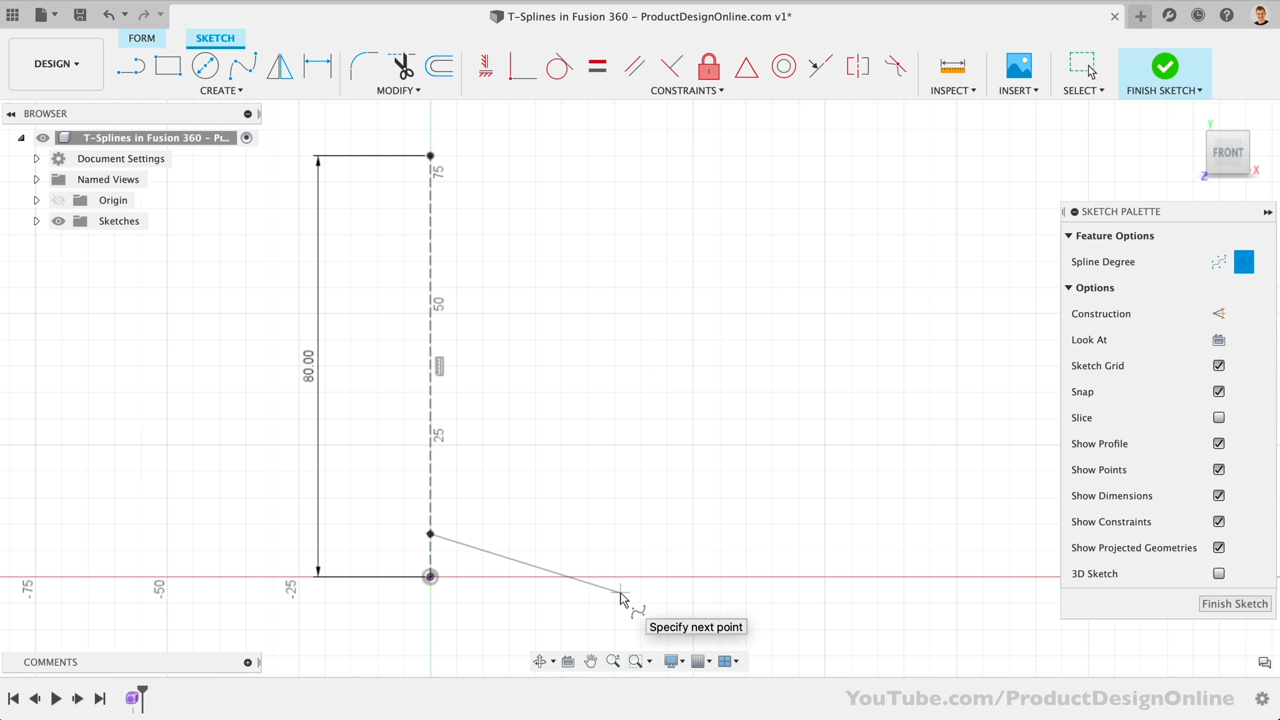 T-Splines in Fusion 360 - ProductDesignOnline.com v1*
FORM
SKETCH
DESIGN
CREATE
MODIFY
CONSTRAINTS
INSPECT
INSERT
SELECT
FINISH SKETCH
BROWSER
T-Splines in Fusion 360 - Pr...
Document Settings
Named Views
Origin
Sketches
Y
FRONT
Z
X
SKETCH PALETTE
Feature Options
Spline Degree
Options
Construction
Look At
Sketch Grid
Snap
Slice
Show Profile
Show Points
Show Dimensions
Show Constraints
Show Projected Geometries
3D Sketch
Finish Sketch
75
50
25
80.00
-75
-50
-25
Specify next point
COMMENTS
YouTube.com/ProductDesignOnline